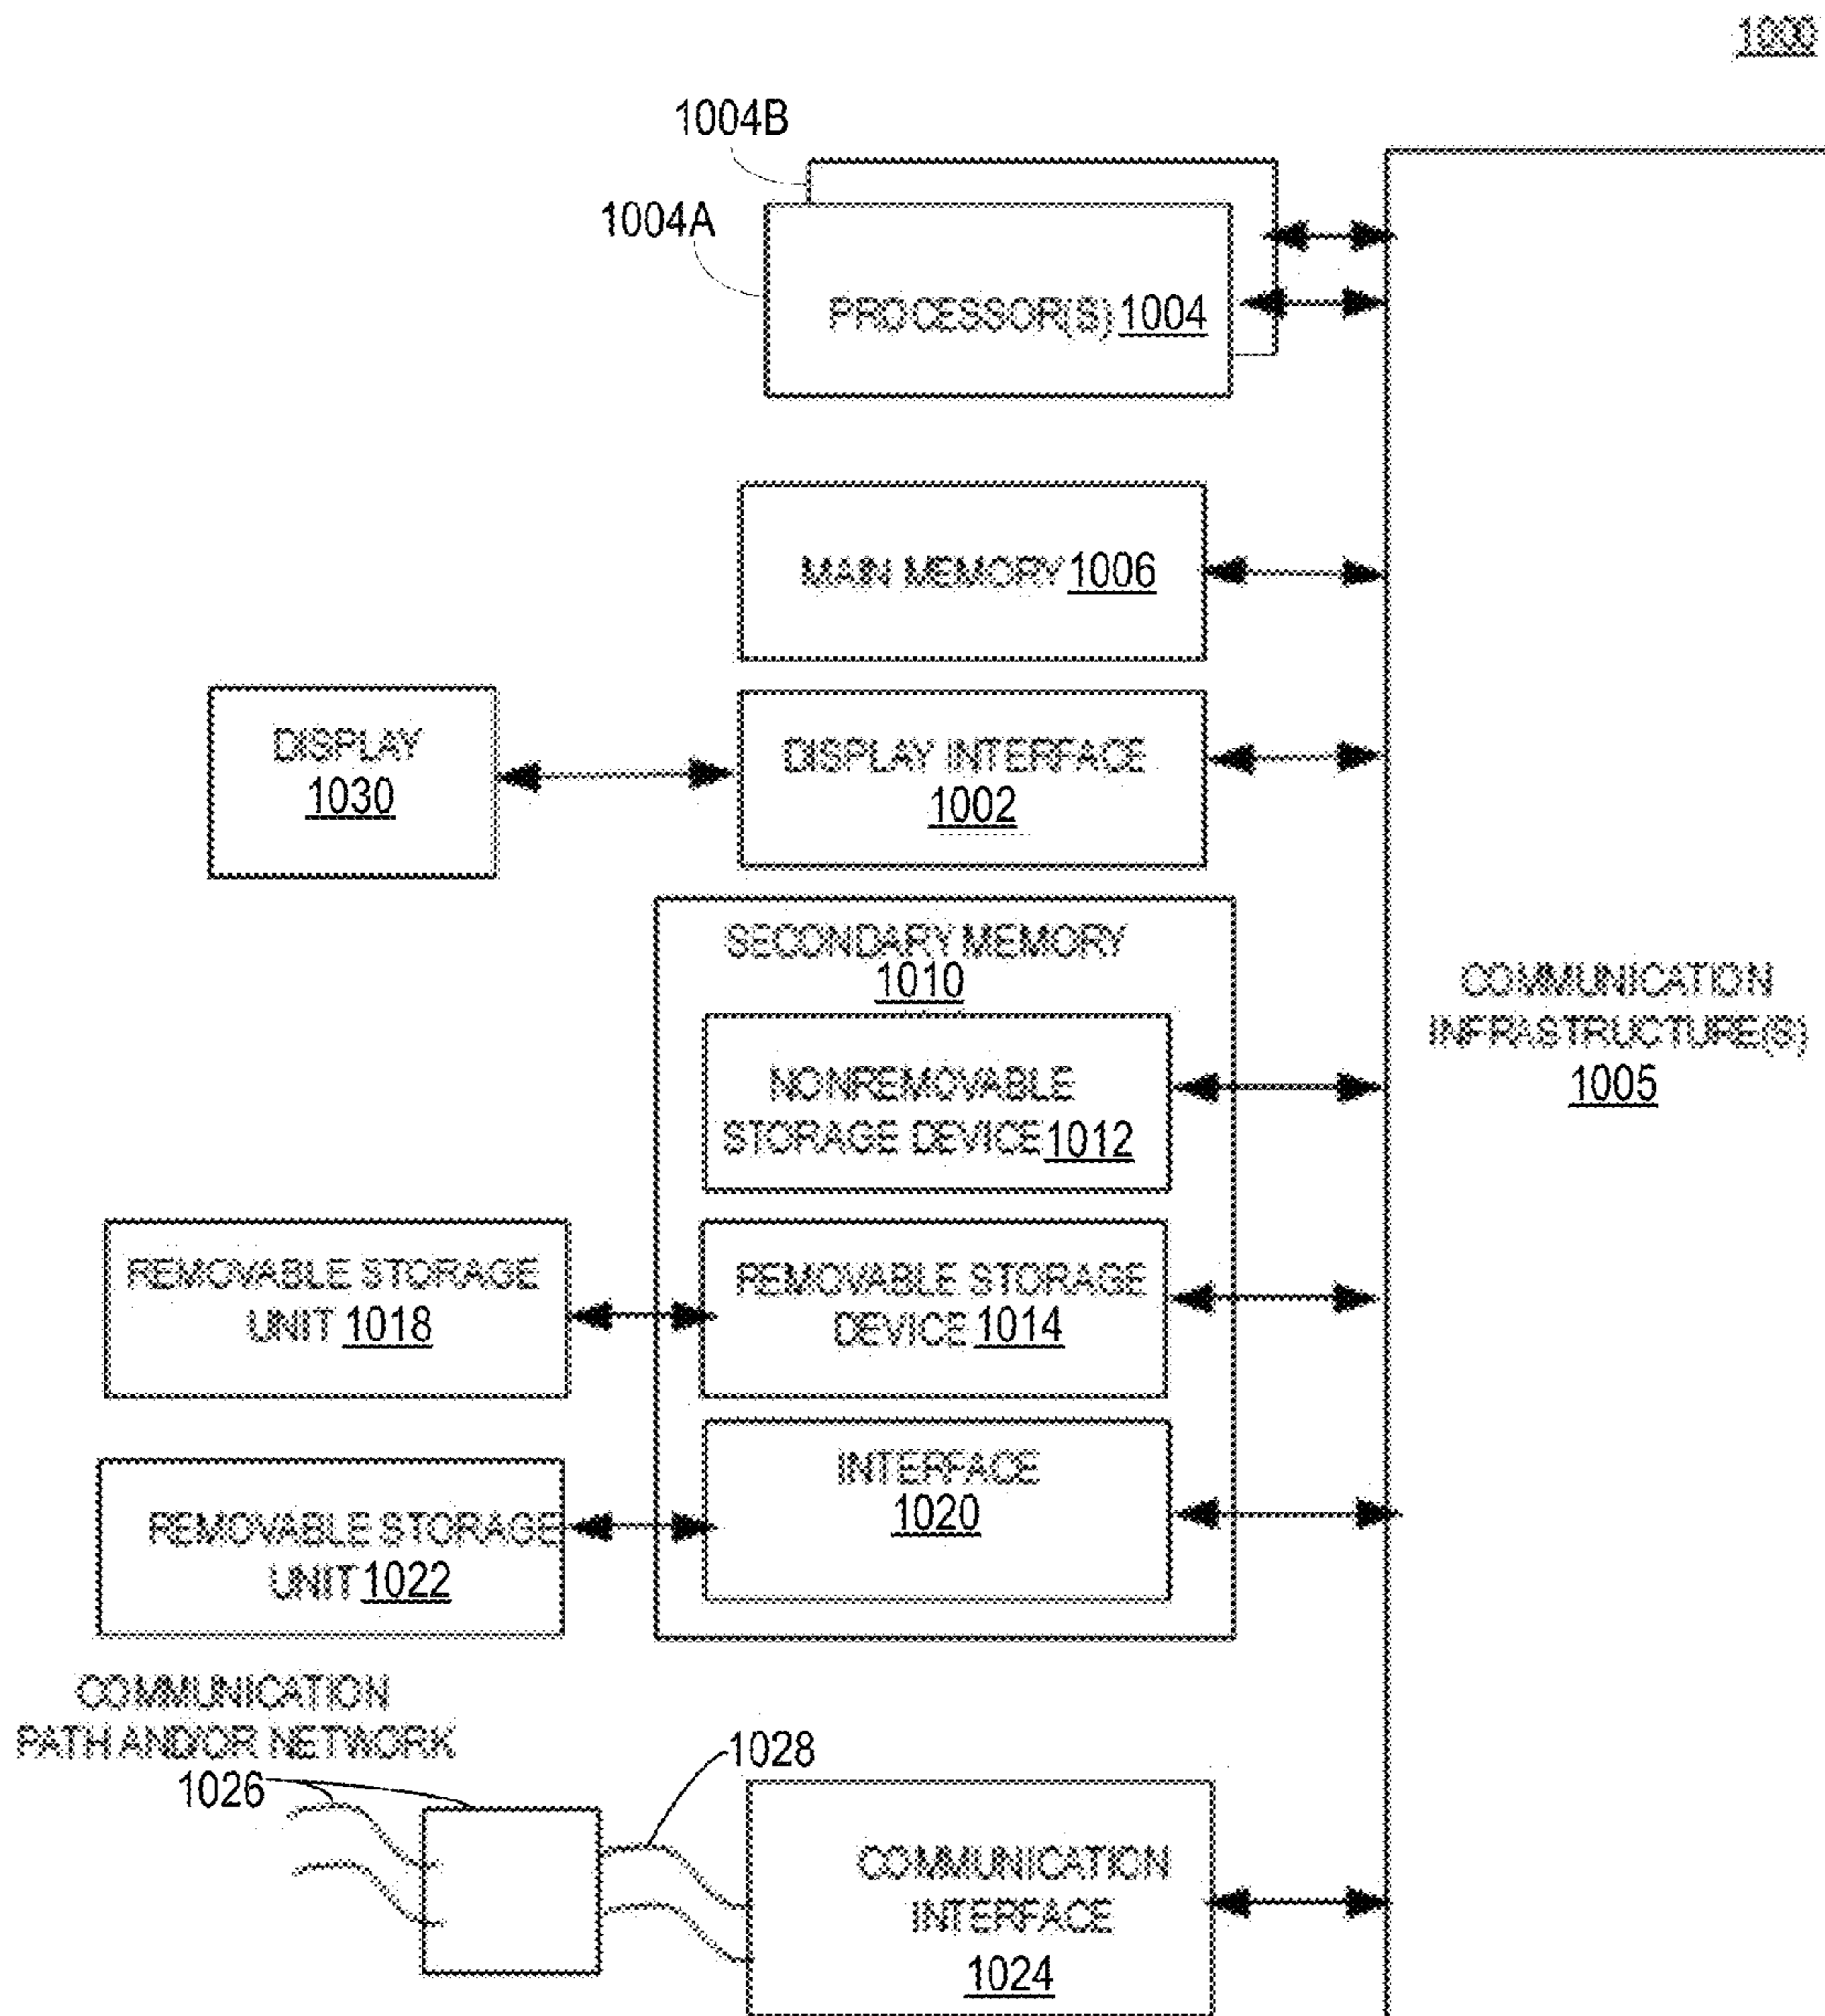 1000
1004B
1004A
PROCESSOR(S) 1004
MAIN MEMORY 1006
DISPLAY
1030
DISPLAY INTERFACE
1002
SECONDARY MEMORY
1010
NONREMOVABLE
STORAGE DEVICE 1012
COMMUNICATION
INFRASTRUCTURE(S)
1005
REMOVABLE STORAGE
UNIT 1018
REMOVABLE STORAGE
DEVICE 1014
REMOVABLE STORAGE
UNIT 1022
INTERFACE
1020
COMMUNICATION
PATH AND/OR NETWORK
1026
1028
COMMUNICATION
INTERFACE
1024